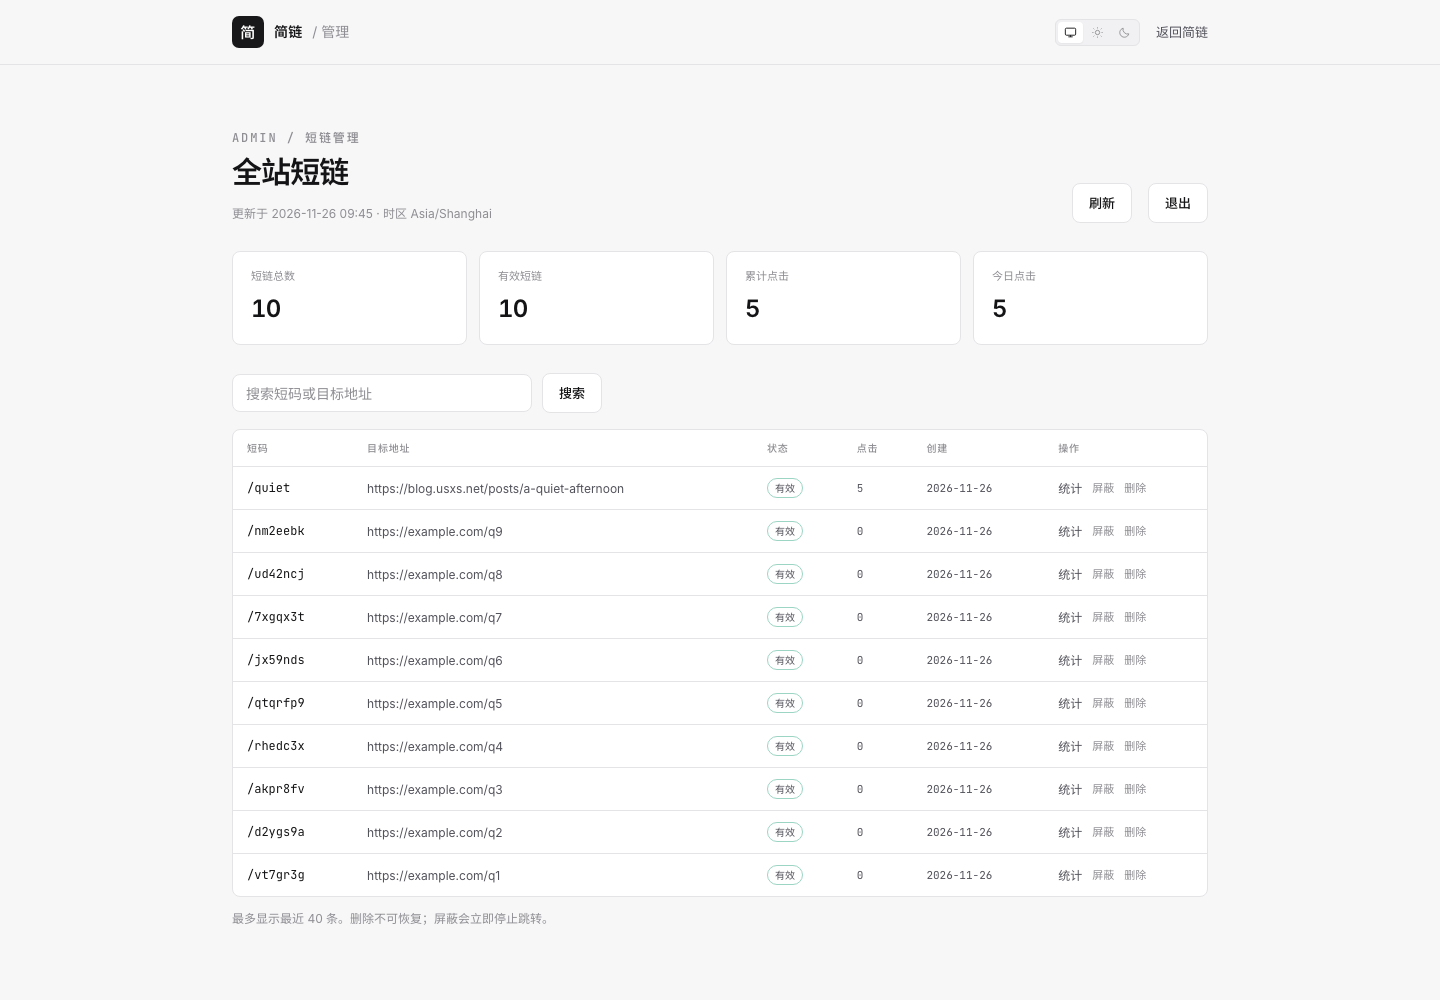 简 简链 / 管理
返回简链
ADMIN / 短链管理
全站短链
更新于 2026-11-26 09:45 · 时区 Asia/Shanghai
刷新 退出
短链总数 有效短链 累计点击 今日点击
10 10 5 5
搜索短码或目标地址 搜索
短码 目标地址 状态 点击 创建 操作
/quiet https://blog.usxs.net/posts/a-quiet-afternoon 有效 5 2026-11-26 统计 屏蔽 删除
/nm2eebk https://example.com/q9 有效 0 2026-11-26 统计 屏蔽 删除
/ud42ncj https://example.com/q8 有效 0 2026-11-26 统计 屏蔽 删除
/7xgqx3t https://example.com/q7 有效 0 2026-11-26 统计 屏蔽 删除
/jx59nds https://example.com/q6 有效 0 2026-11-26 统计 屏蔽 删除
/qtqrfp9 https://example.com/q5 有效 0 2026-11-26 统计 屏蔽 删除
/rhedc3x https://example.com/q4 有效 0 2026-11-26 统计 屏蔽 删除
/akpr8fv https://example.com/q3 有效 0 2026-11-26 统计 屏蔽 删除
/d2ygs9a https://example.com/q2 有效 0 2026-11-26 统计 屏蔽 删除
/vt7gr3g https://example.com/q1 有效 0 2026-11-26 统计 屏蔽 删除
最多显示最近 40 条。删除不可恢复；屏蔽会立即停止跳转。